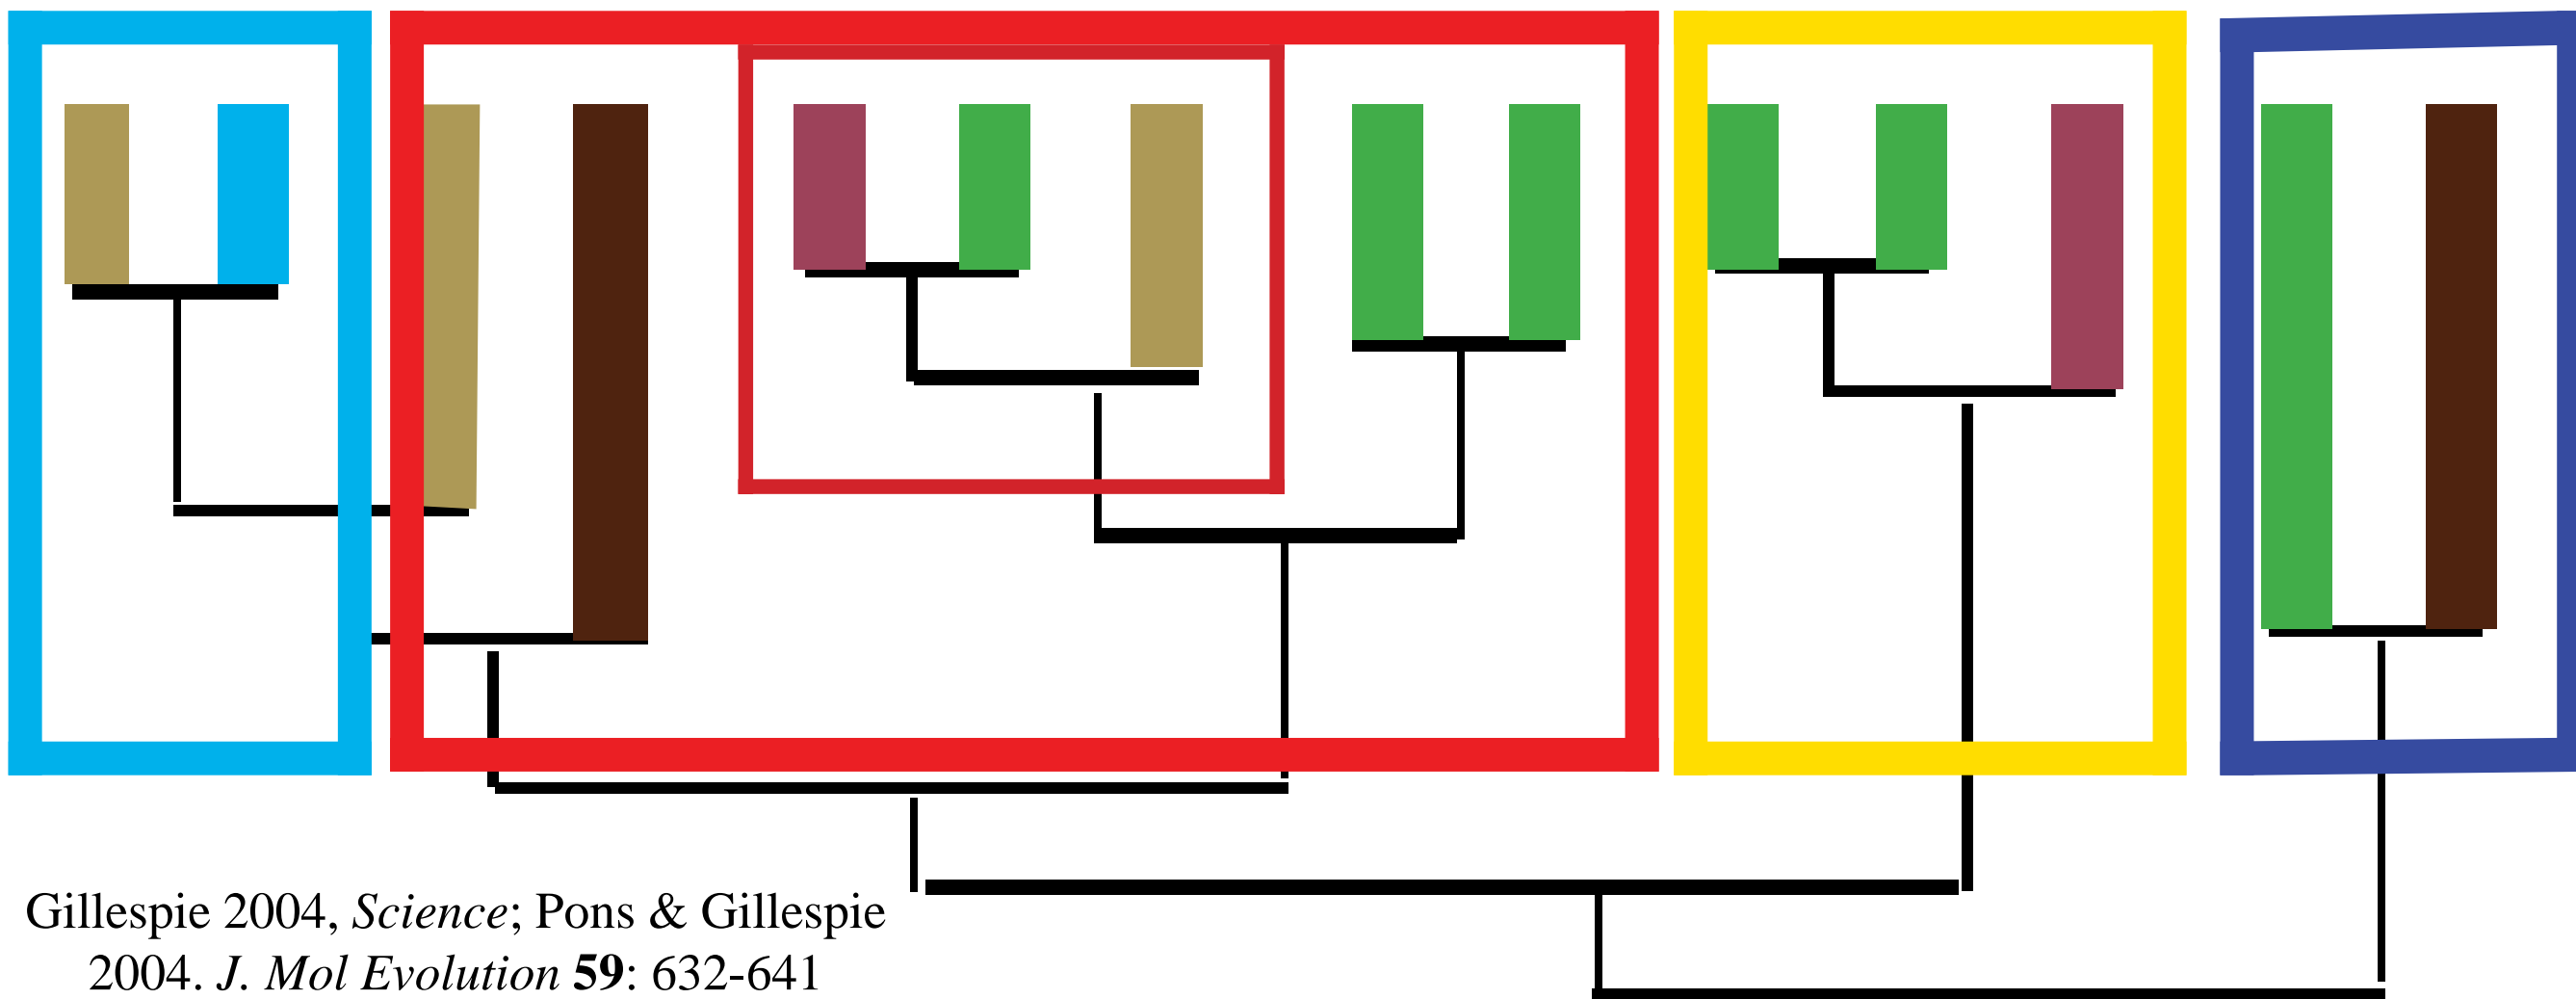 Gillespie 2004, Science; Pons & Gillespie
2004. J. Mol Evolution 59: 632-641